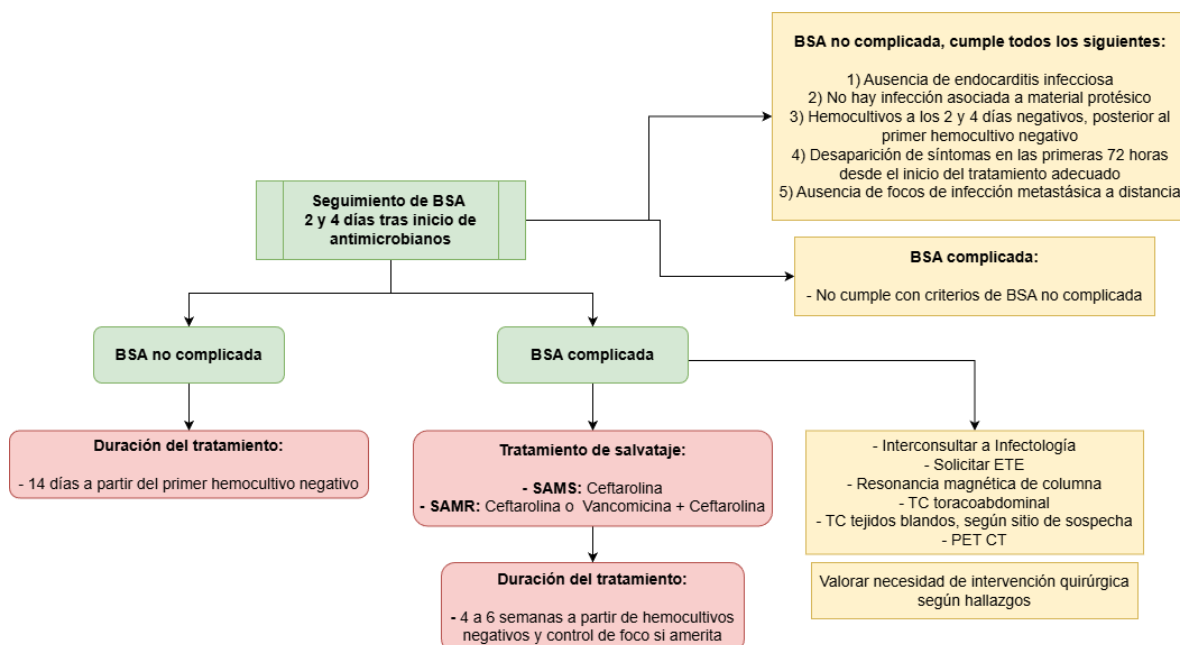 BSA no complicada, cumple todos los siguientes:
1) Ausencia de endocarditis infecciosa
2) No hay infección asociada a material protésico
3) Hemocultivos a los 2 y 4 días negativos, posterior al
primer hemocultivo negativo
4) Desaparición de síntomas en las primeras 72 horas
desde el inicio del tratamiento adecuado
5) Ausencia de focos de infección metastásica a distancia
Seguimiento de BSA
2 y 4 días tras inicio de
antimicrobianos
BSA complicada:
- No cumple con criterios de BSA no complicada
BSA no complicada
BSA complicada
Duración del tratamiento:
- 14 días a partir del primer hemocultivo negativo
Tratamiento de salvataje:
- SAMS: Ceftarolina
- SAMR: Ceftarolina o Vancomicina + Ceftarolina
- Interconsultar a Infectología
- Solicitar ETE
- Resonancia magnética de columna
- TC toracoabdominal
- TC tejidos blandos, según sitio de sospecha
- PET CT
Duración del tratamiento:
- 4 a 6 semanas a partir de hemocultivos
negativos y control de foco si amerita
Valorar necesidad de intervención quirúrgica
según hallazgos